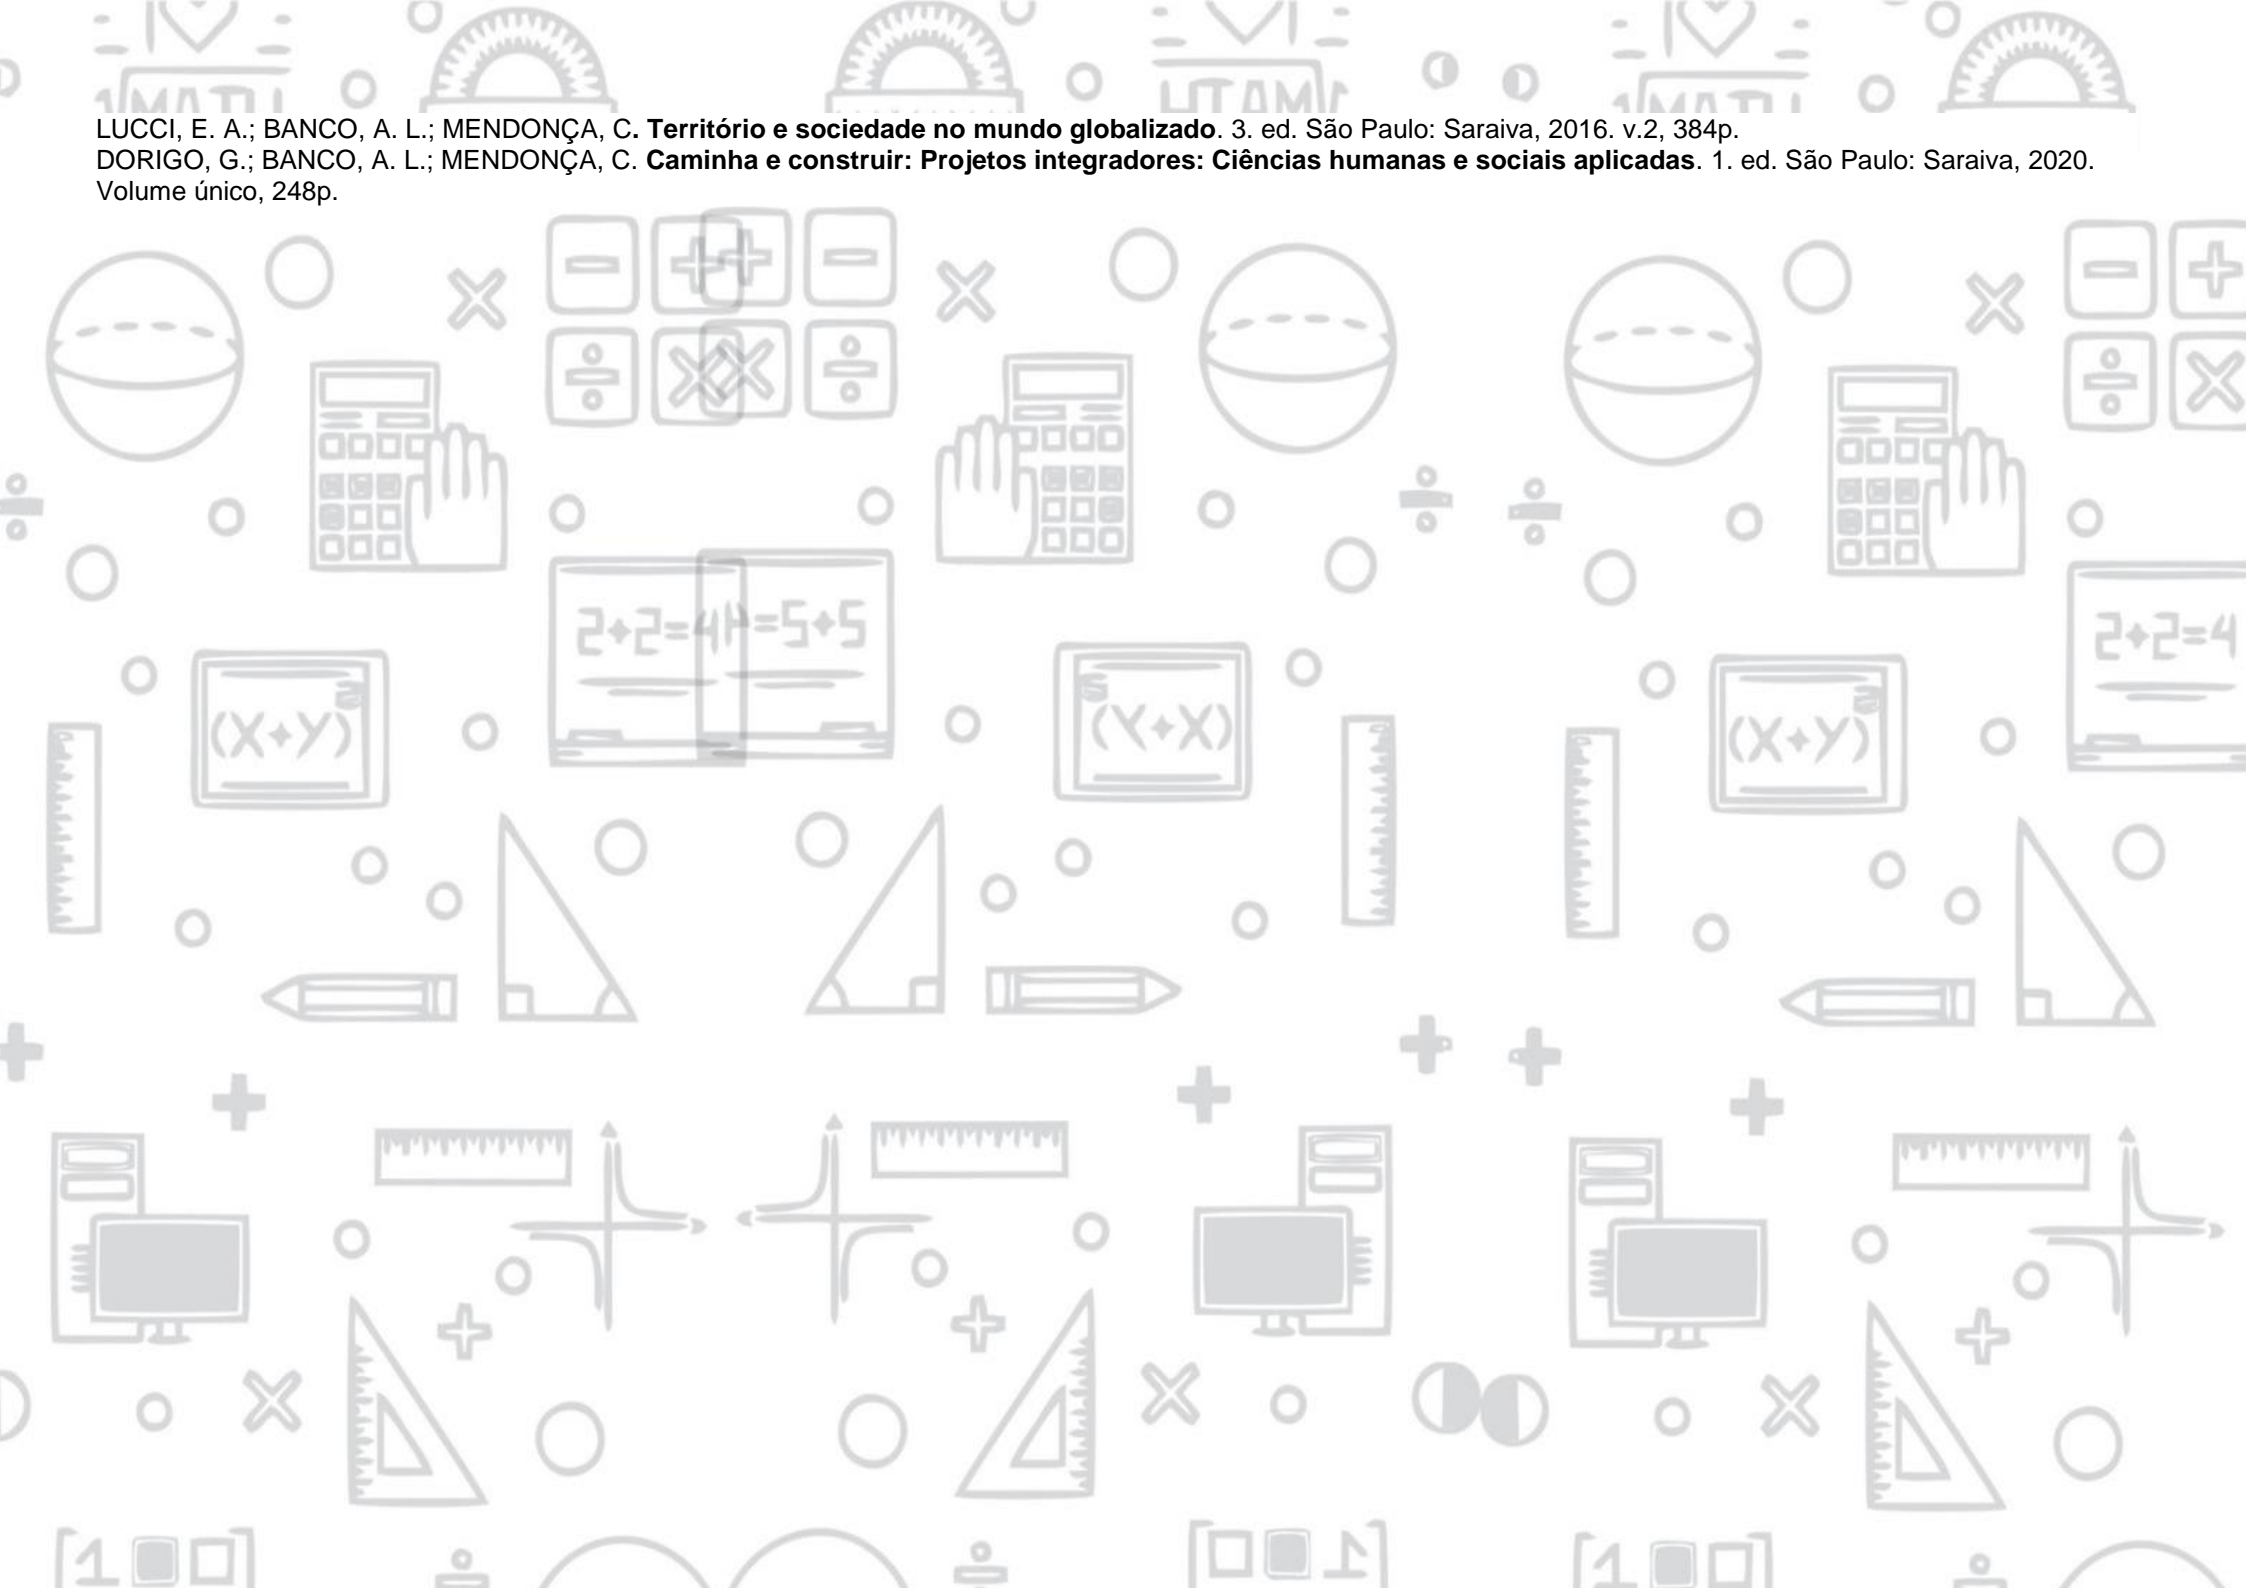 LUCCI, E. A.; BANCO, A. L.; MENDONÇA, C. Território e sociedade no mundo globalizado. 3. ed. São Paulo: Saraiva, 2016. v.2, 384p.
DORIGO, G.; BANCO, A. L.; MENDONÇA, C. Caminha e construir: Projetos integradores: Ciências humanas e sociais aplicadas. 1. ed. São Paulo: Saraiva, 2020.
Volume único, 248p.
2+2=4
2+2=4
(X+Y)²
(X+Y)²